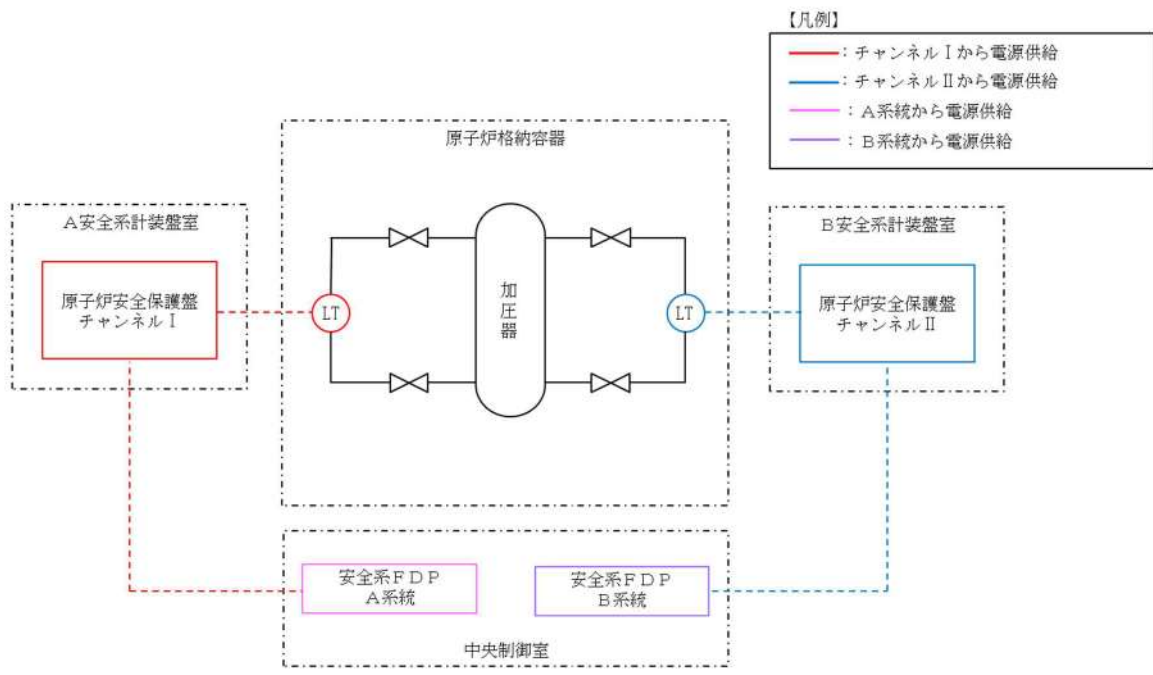 【凡例】
：チャンネルⅠから電源供給
：チャンネルⅡから電源供給
：Ａ系統から電源供給
：Ｂ系統から電源供給
原子炉格納容器
Ａ安全系計装盤室
原子炉安全保護盤
チャンネルⅠ
LT
加圧器
LT
Ｂ安全系計装盤室
原子炉安全保護盤
チャンネルⅡ
安全系ＦＤＰ
Ａ系統
安全系ＦＤＰ
Ｂ系統
中央制御室